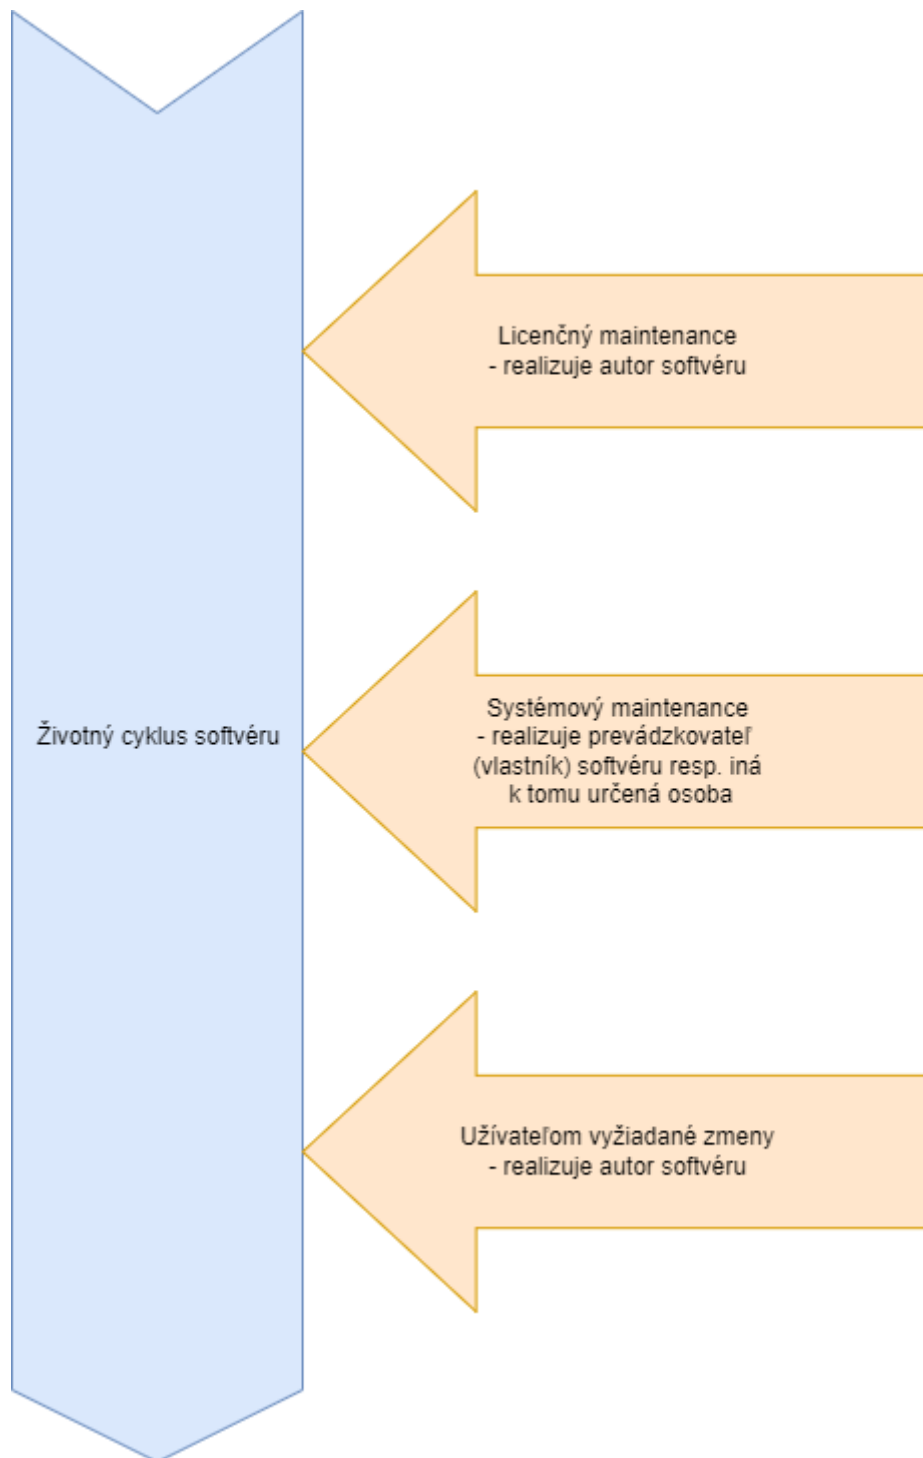 Licenčný maintenance
- realizuje autor softvéru
Životný cyklus softvéru
Systémový maintenance
- realizuje prevádzkovateľ
(vlastník) softvéru resp. iná
k tomu určená osoba
Užívateľom vyžiadané zmeny
- realizuje autor softvéru